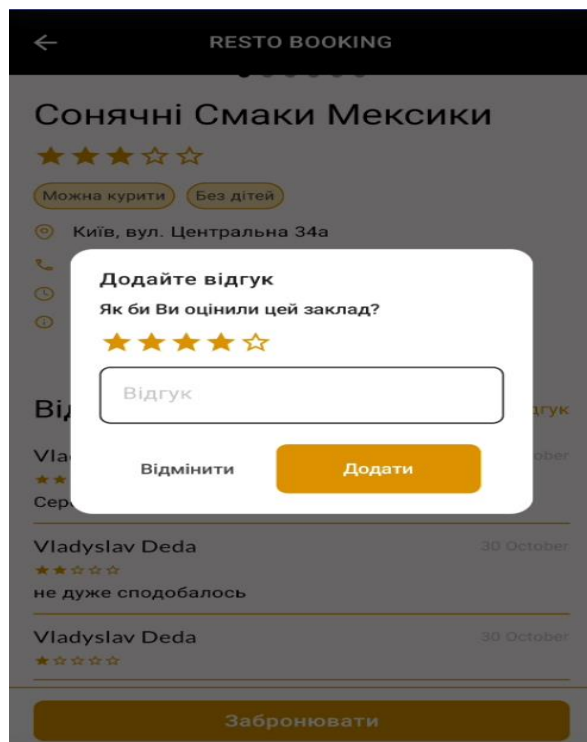 RESTO BOOKING
Сонячні Смаки Мексики
Можна курити Без дітей
Київ, вул. Центральна 34а
Додайте відгук
Як би Ви оцінили цей заклад?
Відгук
Відмінити Додати
Vladyslav Deda 30 October
не дуже сподобалось
Vladyslav Deda 30 October
Забронювати